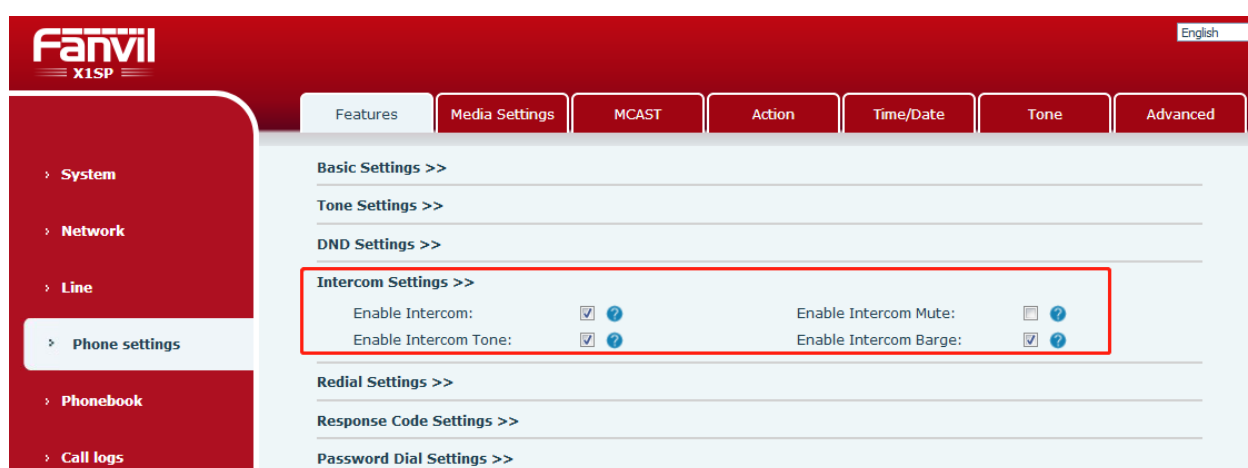 Fanvil
X1SP
English
Features Media Settings MCAST Action Time/Date Tone Advanced
› System
› Network
› Line
› Phone settings
› Phonebook
› Call logs
Basic Settings >>
Tone Settings >>
DND Settings >>
Intercom Settings >>
Enable Intercom: ? Enable Intercom Mute: ?
Enable Intercom Tone: ? Enable Intercom Barge: ?
Redial Settings >>
Response Code Settings >>
Password Dial Settings >>